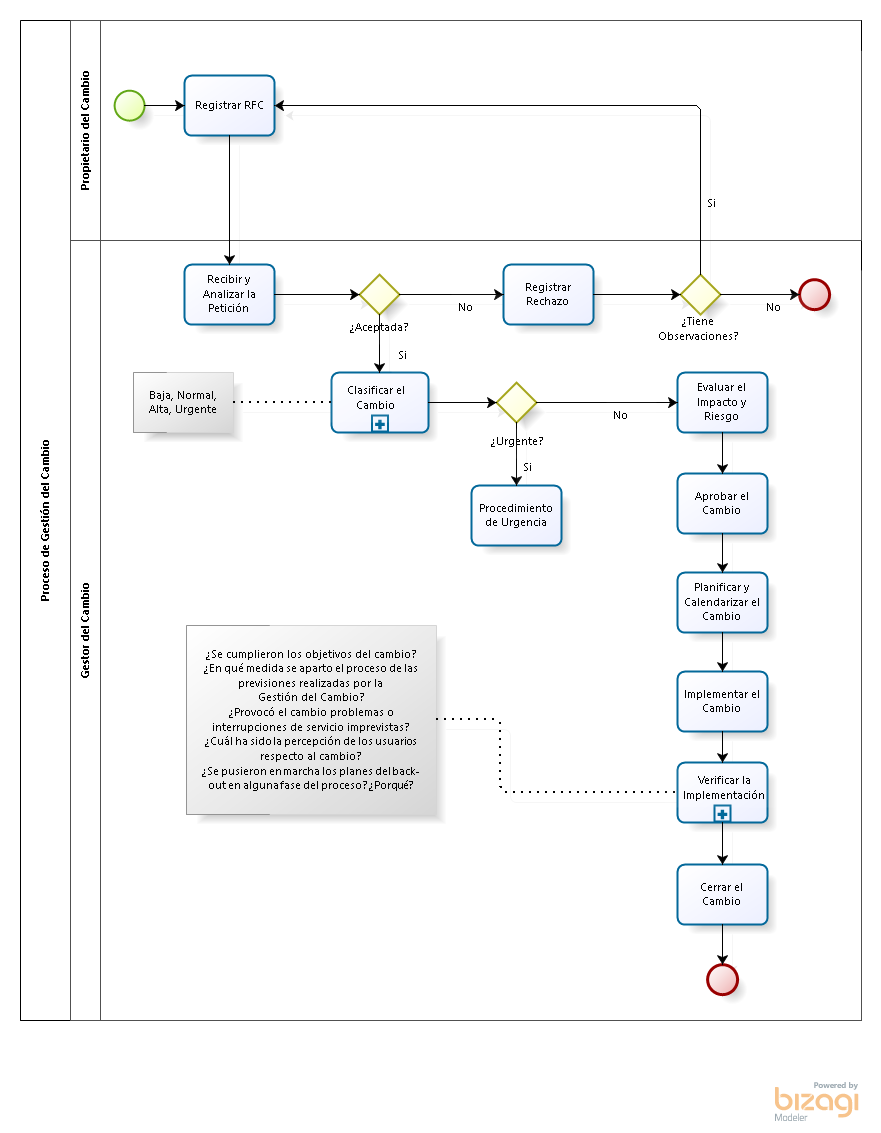 Proceso de Gestión del Cambio
Propietario del Cambio
Registrar RFC
Si
Gestor del Cambio
Recibir y
Analizar la
Petición
¿Aceptada?
No
Registrar
Rechazo
¿Tiene
Observaciones?
No
Si
Baja, Normal,
Alta, Urgente
Clasificar el
Cambio
¿Urgente?
No
Si
Procedimiento
de Urgencia
Evaluar el
Impacto y
Riesgo
Aprobar el
Cambio
Planificar y
Calendarizar el
Cambio
Implementar el
Cambio
¿Se cumplieron los objetivos del cambio?
¿En qué medida se aparto el proceso de las
previsiones realizadas por la
Gestión del Cambio?
¿Provocó el cambio problemas o
interrupciones de servicio imprevistas?
¿Cuál ha sido la percepción de los usuarios
respecto al cambio?
¿Se pusieron en marcha los planes del back-
out en alguna fase del proceso? ¿Porqué?
Verificar la
Implementación
Cerrar el
Cambio
Powered by
bizagi
Modeler